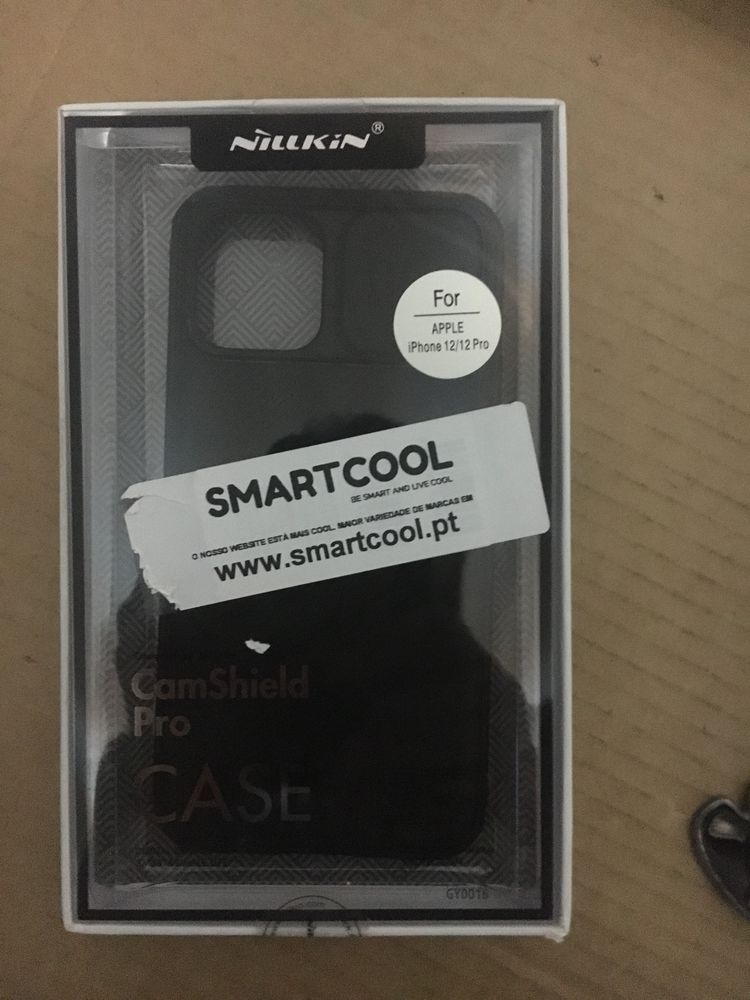 NILLKIN®
For
APPLE
iPhone 12/12 Pro
SMARTCOOL
BE SMART AND LIVE COOL
O NOSSO WEBSITE ESTÁ MAIS COOL. MAIOR VARIEDADE DE MARCAS EM
www.smartcool.pt
CamShield
Pro
CASE
GY0016